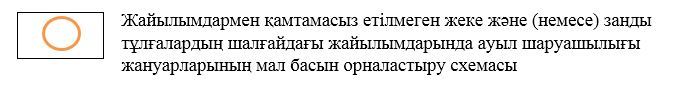 Жайылымдармен қамтамасыз етілмеген жеке және (немесе) заңды
тұлғалардың шалғайдағы жайылымдарында ауыл шаруашылығы
жануарларының мал басын орналастыру схемасы